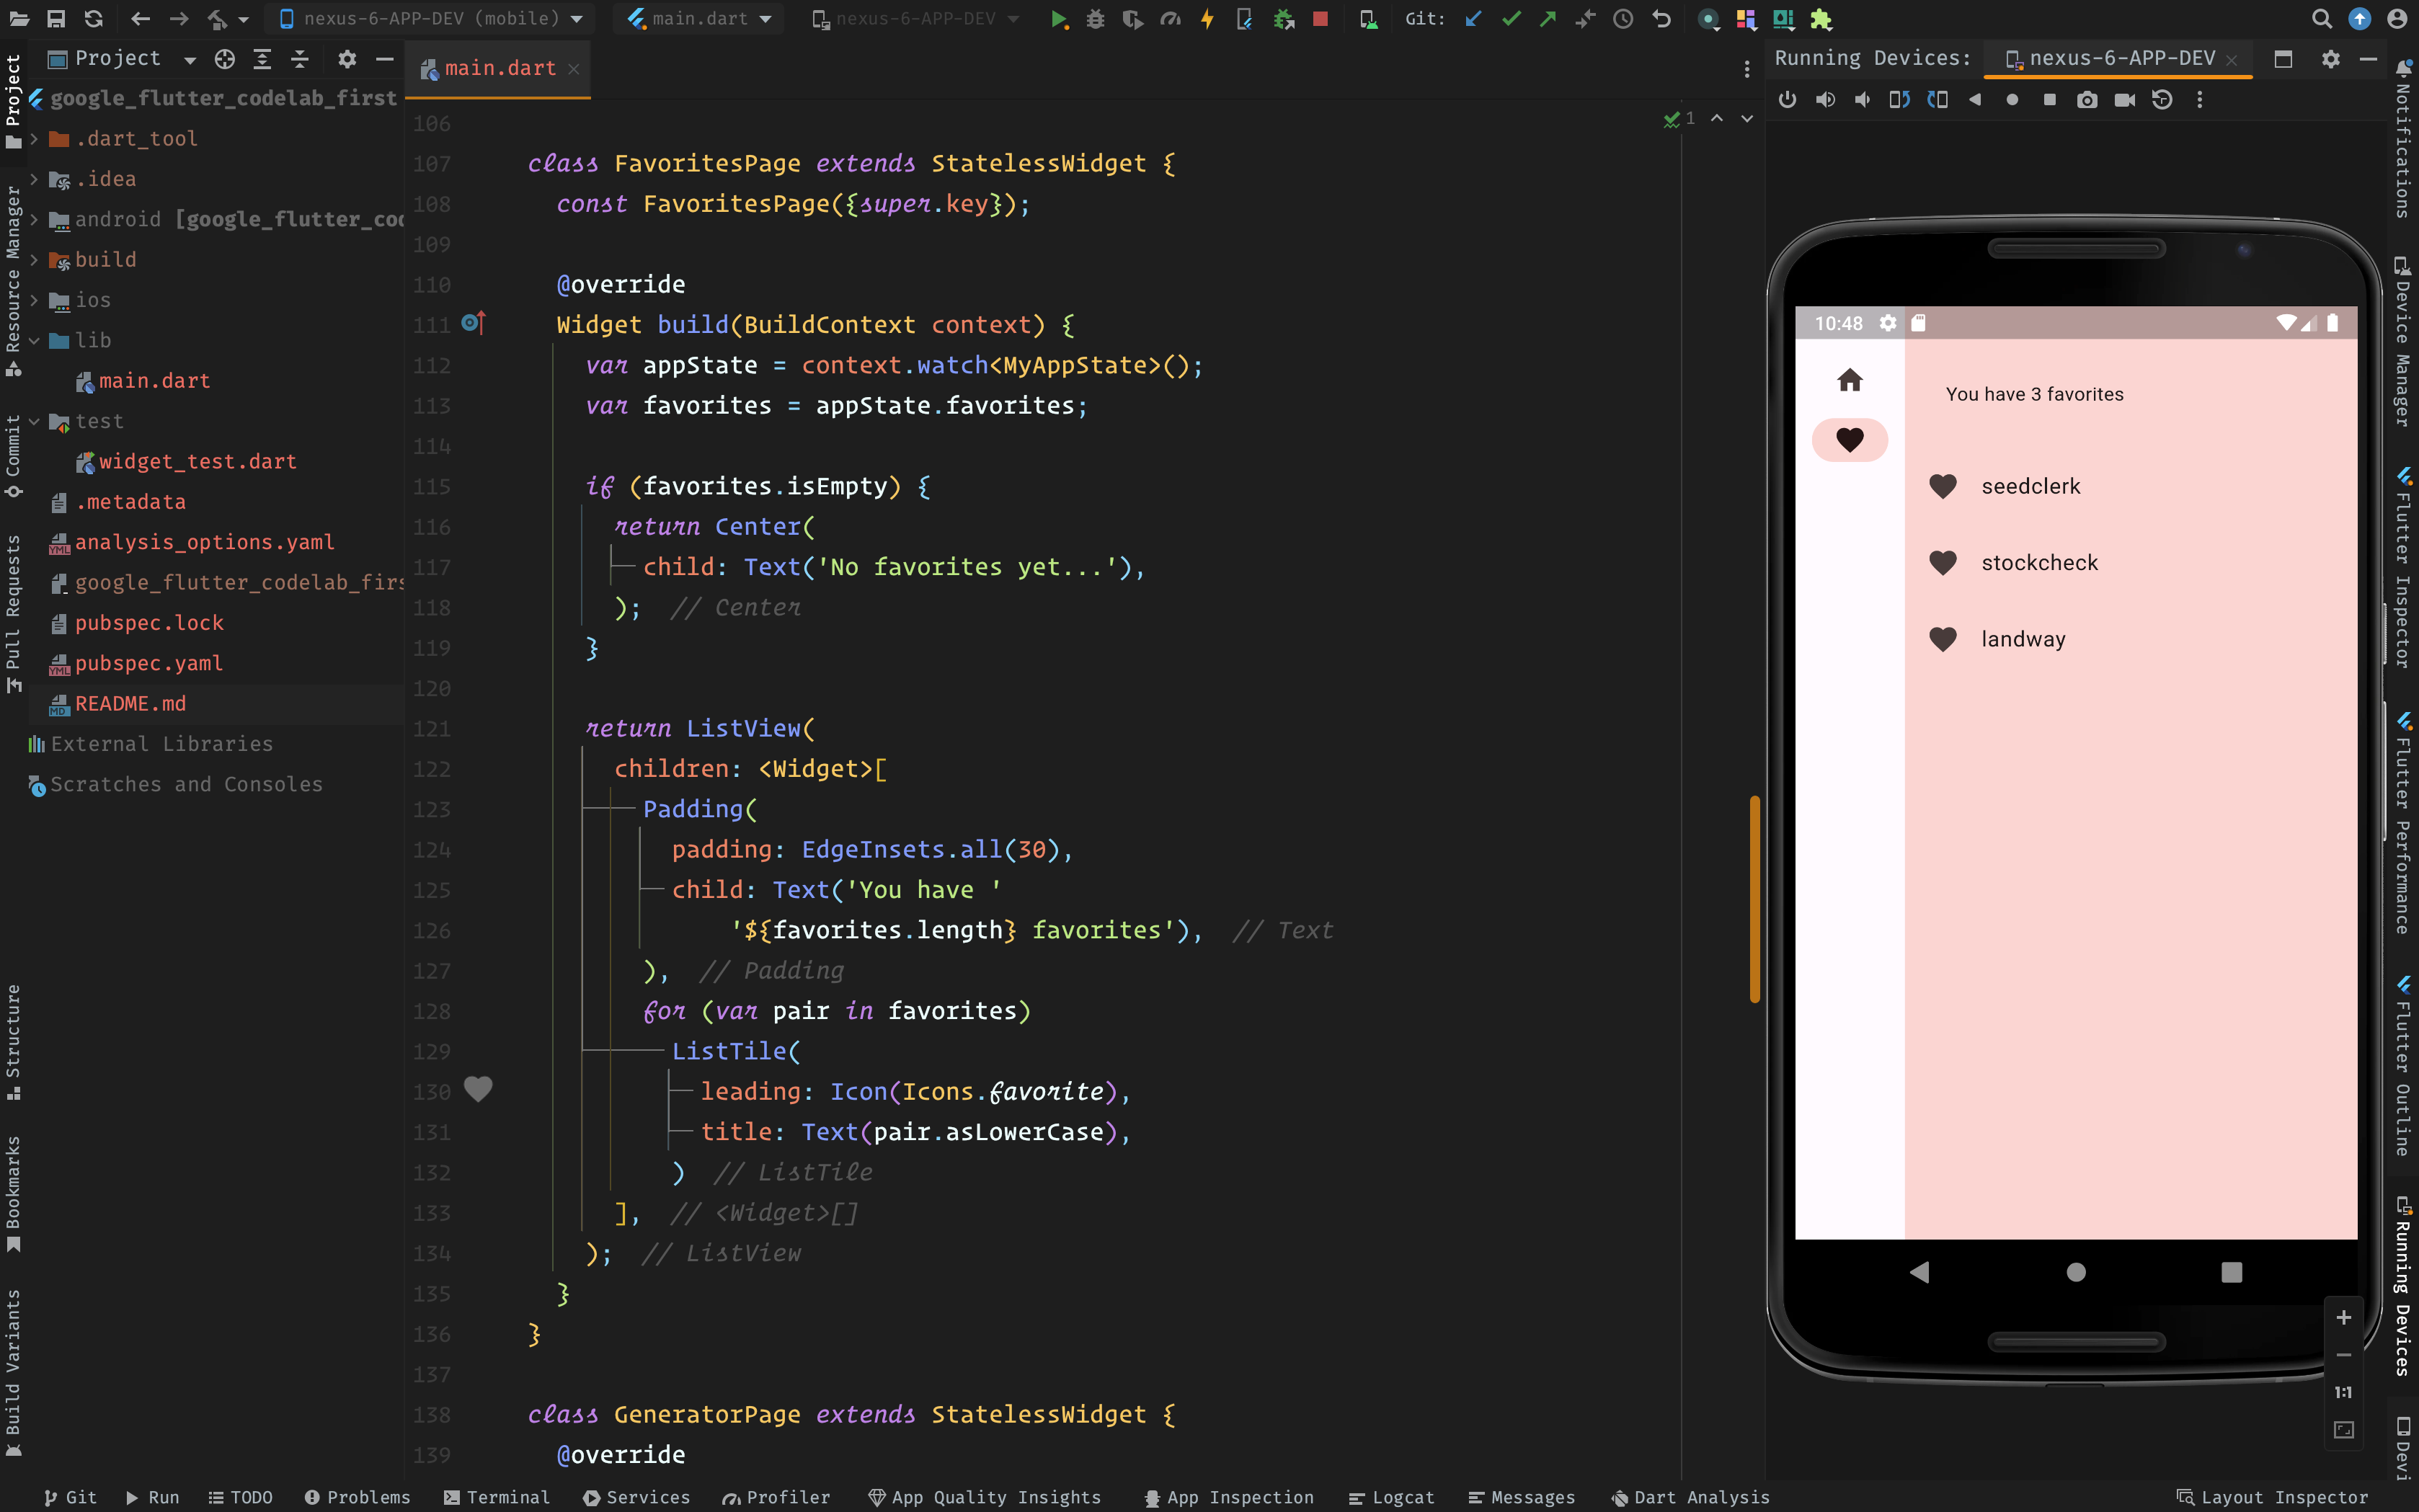 nexus-6-APP-DEV (mobile)
main.dart
nexus-6-APP-DEV
Git:
Project
main.dart
Running Devices:
nexus-6-APP-DEV
Project
Resource Manager
Commit
Pull Requests
Structure
Bookmarks
Build Variants
google_flutter_codelab_first
.dart_tool
.idea
android [google_flutter_cod
build
ios
lib
main.dart
test
widget_test.dart
.metadata
analysis_options.yaml
google_flutter_codelab_firs
pubspec.lock
pubspec.yaml
README.md
External Libraries
Scratches and Consoles
1
106
107 class FavoritesPage extends StatelessWidget {
108 const FavoritesPage({super.key});
109
110 @override
111 Widget build(BuildContext context) {
112 var appState = context.watch<MyAppState>();
113 var favorites = appState.favorites;
114
115 if (favorites.isEmpty) {
116 return Center(
117 child: Text('No favorites yet...'),
118 ); // Center
119 }
120
121 return ListView(
122 children: <Widget>[
123 Padding(
124 padding: EdgeInsets.all(30),
125 child: Text('You have '
126 '${favorites.length} favorites'), // Text
127 ), // Padding
128 for (var pair in favorites)
129 ListTile(
130 leading: Icon(Icons.favorite),
131 title: Text(pair.asLowerCase),
132 ) // ListTile
133 ], // <Widget>[]
134 ); // ListView
135 }
136 }
137
138 class GeneratorPage extends StatelessWidget {
139 @override
10:48
You have 3 favorites
seedclerk
stockcheck
landway
1:1
Notifications
Device Manager
Flutter Inspector
Flutter Performance
Flutter Outline
Running Devices
Devi
Git
Run
TODO
Problems
Terminal
Services
Profiler
App Quality Insights
App Inspection
Logcat
Messages
Dart Analysis
Layout Inspector